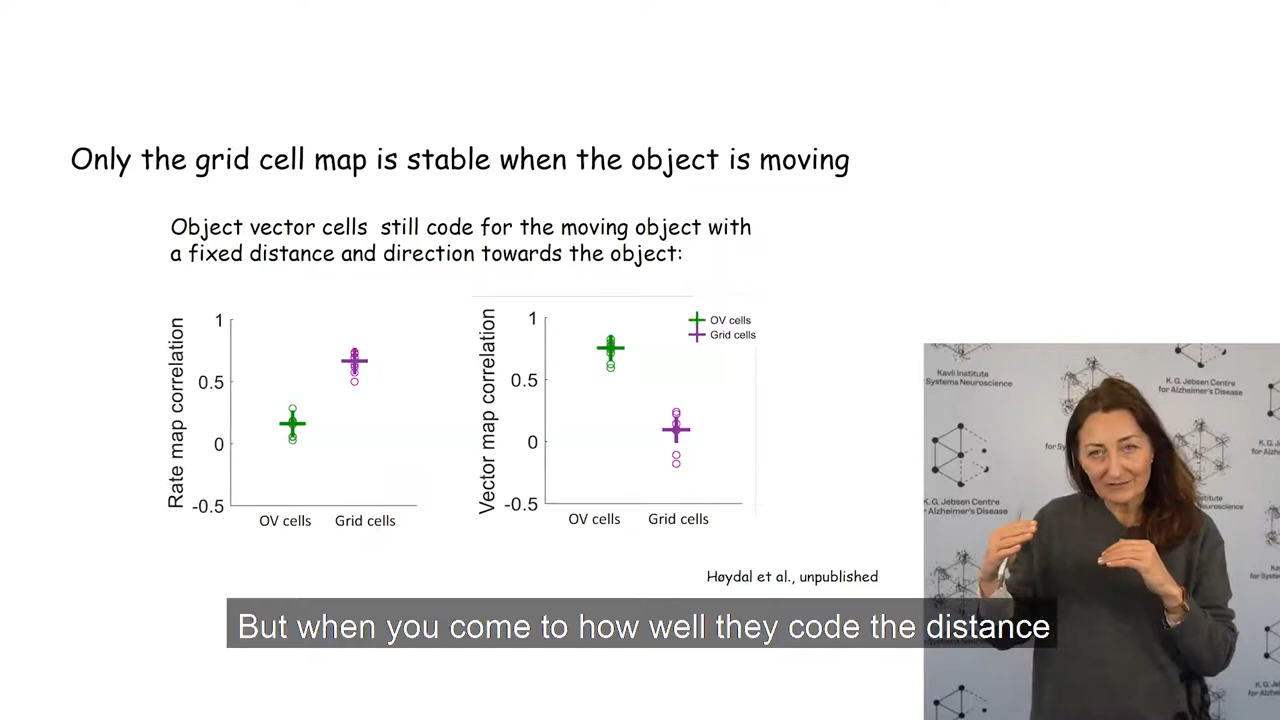 Only the grid cell map is stable when the object is moving
Object vector cells still code for the moving object with
a fixed distance and direction towards the object:
Rate map correlation
1
0.5
0
-0.5
OV cells Grid cells
Vector map correlation
1
0.5
0
-0.5
OV cells
Grid cells
OV cells Grid cells
Høydal et al., unpublished
But when you come to how well they code the distance
Kavli Institute
Systems Neuroscience
K. G. Jebsen Centre
for Alzheimer's Disease
K.G. Jebsen Centre
Alzheimer's Disease